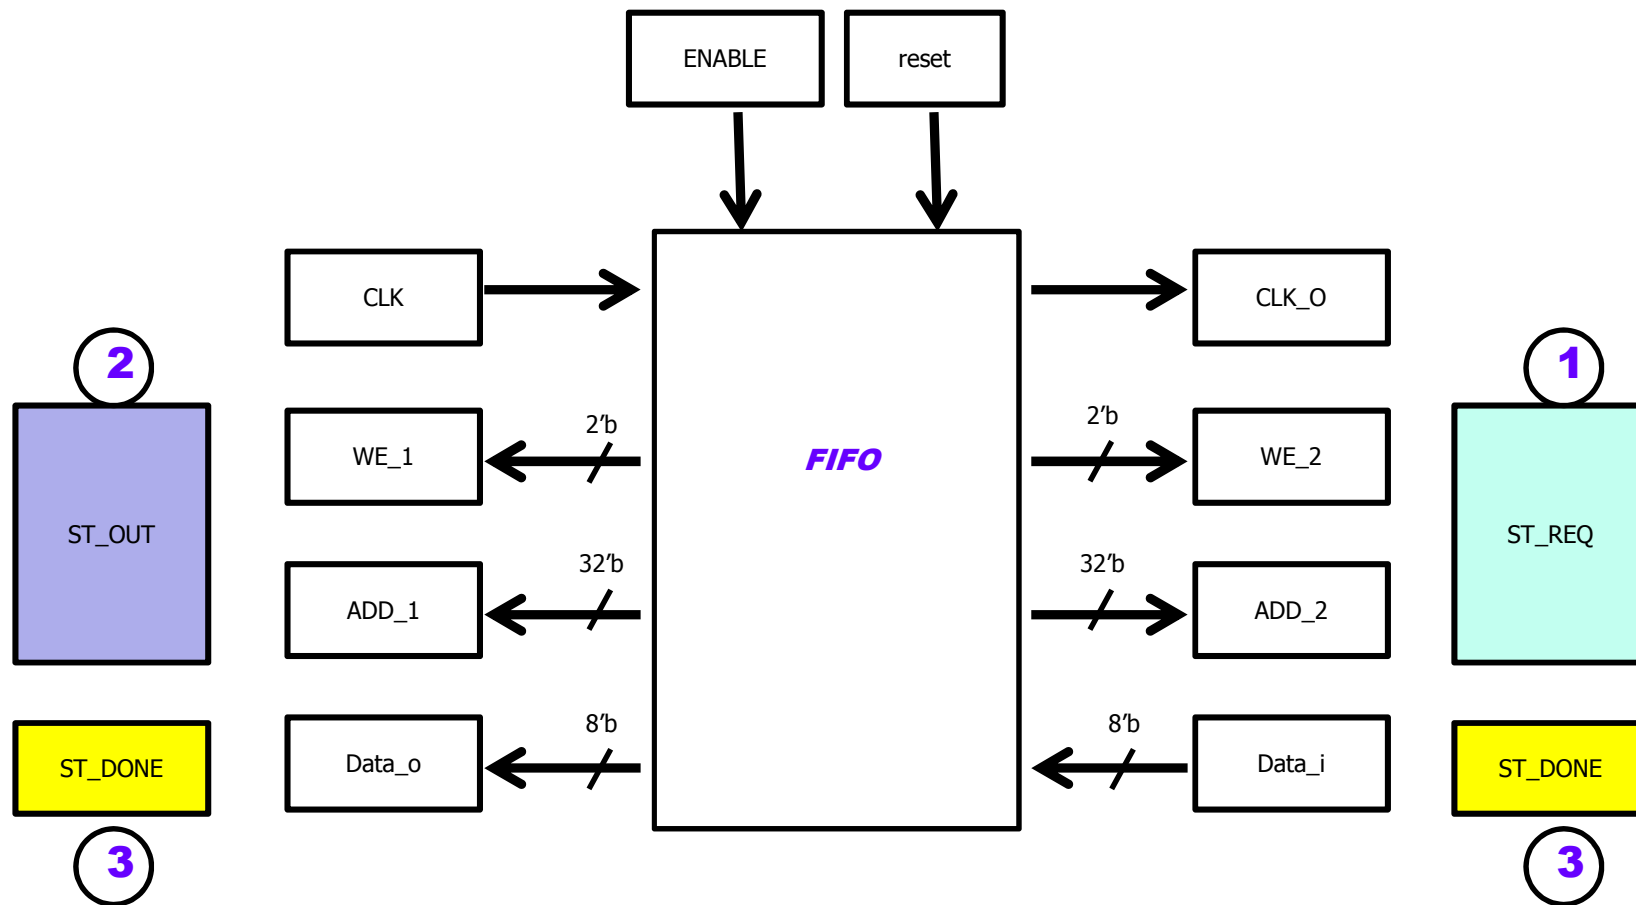 ENABLE
reset
CLK
CLK_O
2
1
WE_1
2’b
FIFO
2’b
WE_2
ST_OUT
ST_REQ
ADD_1
32’b
32’b
ADD_2
ST_DONE
Data_o
8’b
8’b
Data_i
ST_DONE
3
3